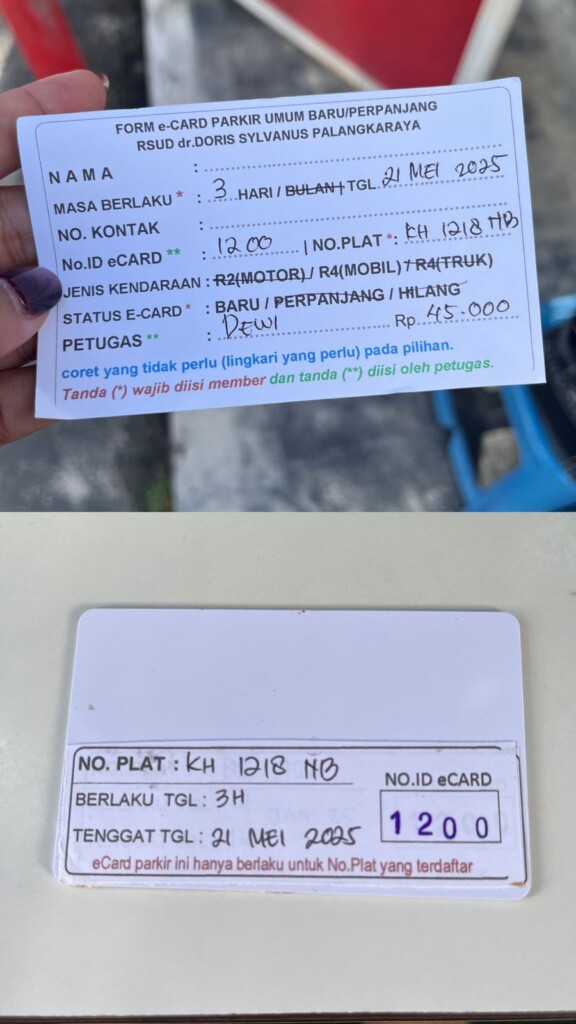 FORM e-CARD PARKIR UMUM BARU/PERPANJANG
RSUD dr.DORIS SYLVANUS PALANGKARAYA
NAMA :
MASA BERLAKU * : 3 HARI / BULAN | TGL. 21 MEI 2025
NO. KONTAK :
No.ID eCARD ** : 1200 | NO.PLAT * : KH 1218 NB
JENIS KENDARAAN : R2(MOTOR) / R4(MOBIL) / R4(TRUK)
STATUS E-CARD * : BARU / PERPANJANG / HILANG
PETUGAS ** : DEWI Rp. 45.000
coret yang tidak perlu (lingkari yang perlu) pada pilihan.
Tanda (*) wajib diisi member dan tanda (**) diisi oleh petugas.
NO. PLAT : KH 1218 NB
NO.ID eCARD
BERLAKU TGL : 3H
1200
TENGGAT TGL : 21 MEI 2025
eCard parkir ini hanya berlaku untuk No.Plat yang terdaftar